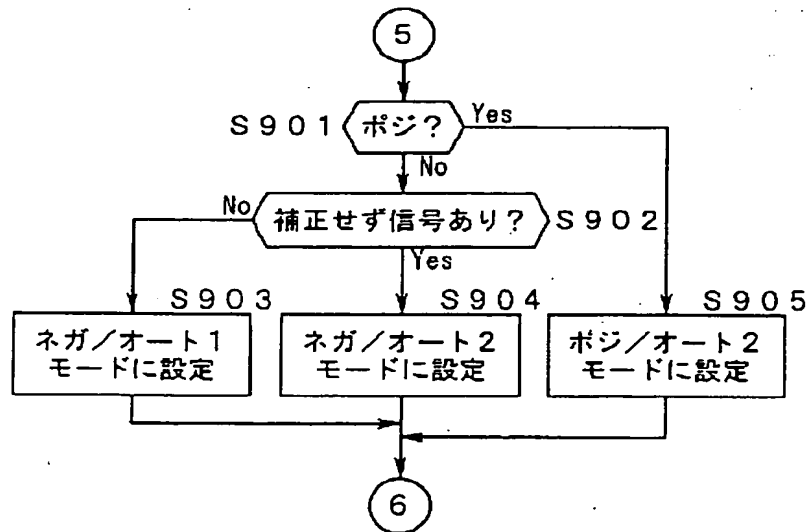 5
S901 ポジ? Yes
No
No 補正せず信号あり? S902
Yes
S903 S904 S905
ネガ/オート1 ネガ/オート2 ポジ/オート2
モードに設定 モードに設定 モードに設定
6